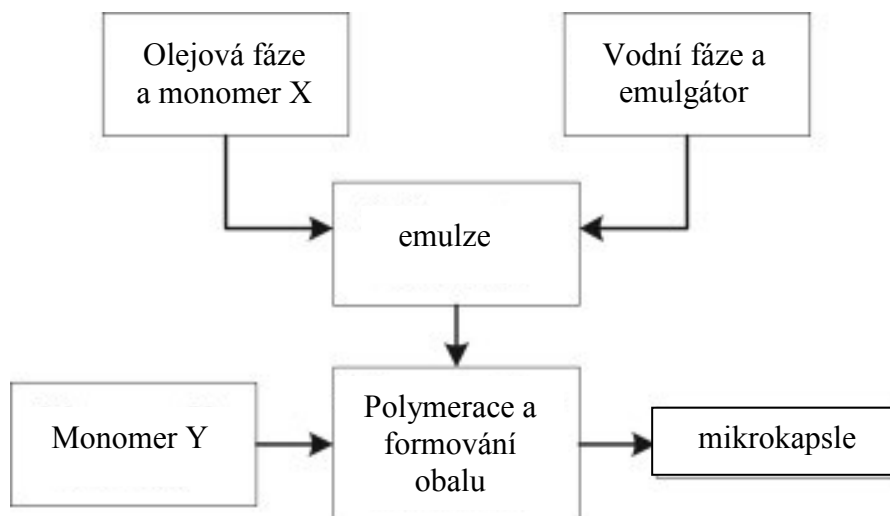 Olejová fáze
a monomer X
Vodní fáze a
emulgátor
emulze
Monomer Y
Polymerace a
formování
obalu
mikrokapsle